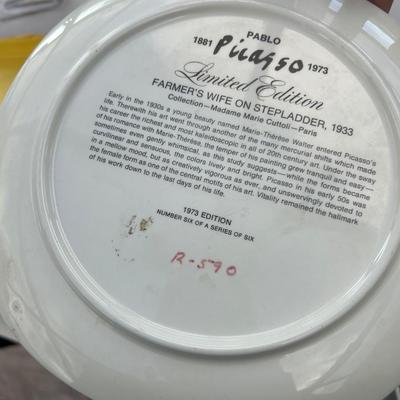 PABLO
1881 Picasso 1973
Limited Edition
FARMER'S WIFE ON STEPLADDER, 1933
Collection—Madame Marie Cuttoli—Paris
Early in the 1930s a young beauty named Marie-Thérèse Walter entered Picasso's
life. Therewith his art went through another of the many mercurial shifts which made
his career the richest and most kaleidoscopic in all of 20th century art. Under the sway
of his romance with Marie-Thérèse, the temper of his painting grew tranquil and easy—
sometimes even gently whimsical, as this study suggests—while the forms became
curvilinear and sensuous, the colors lively and bright. Picasso in his early 50s was
in a mellow mood, but as creatively vigorous as ever, and unswervingly devoted to
the female form as one of the central motifs of his art. Vitality remained the hallmark
of his work down to the last days of his life.
1973 EDITION
NUMBER SIX OF A SERIES OF SIX
R-590